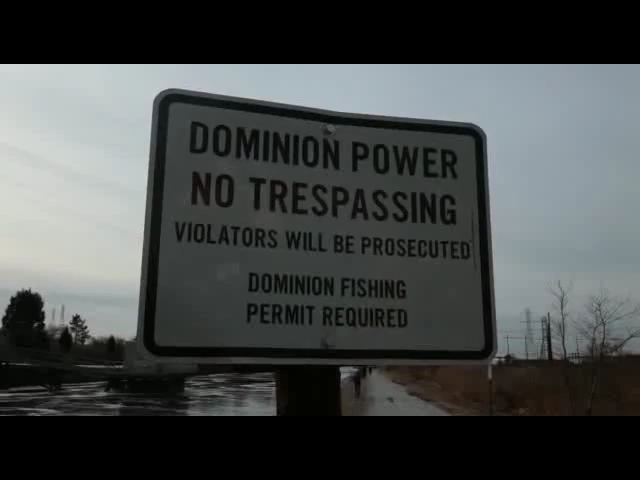 DOMINION POWER
NO TRESPASSING
VIOLATORS WILL BE PROSECUTED
DOMINION FISHING
PERMIT REQUIRED